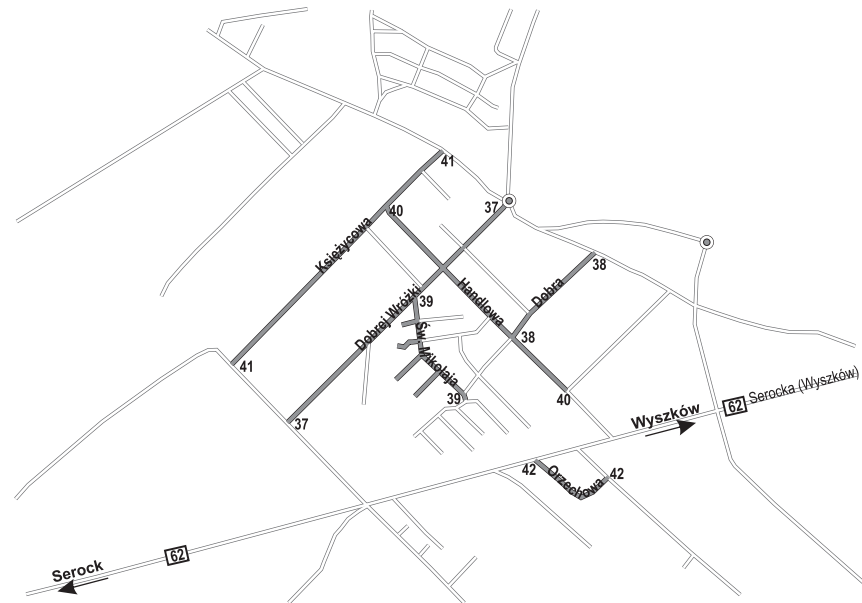 41
37
40
Księżycowa
38
Dobra
Handlowa
39
Dobrej Wróżki
38
Św. Mikołaja
41
39
40
62 Serocka (Wyszków)
37
Wyszków
42
Orzechowa
42
62
Serock